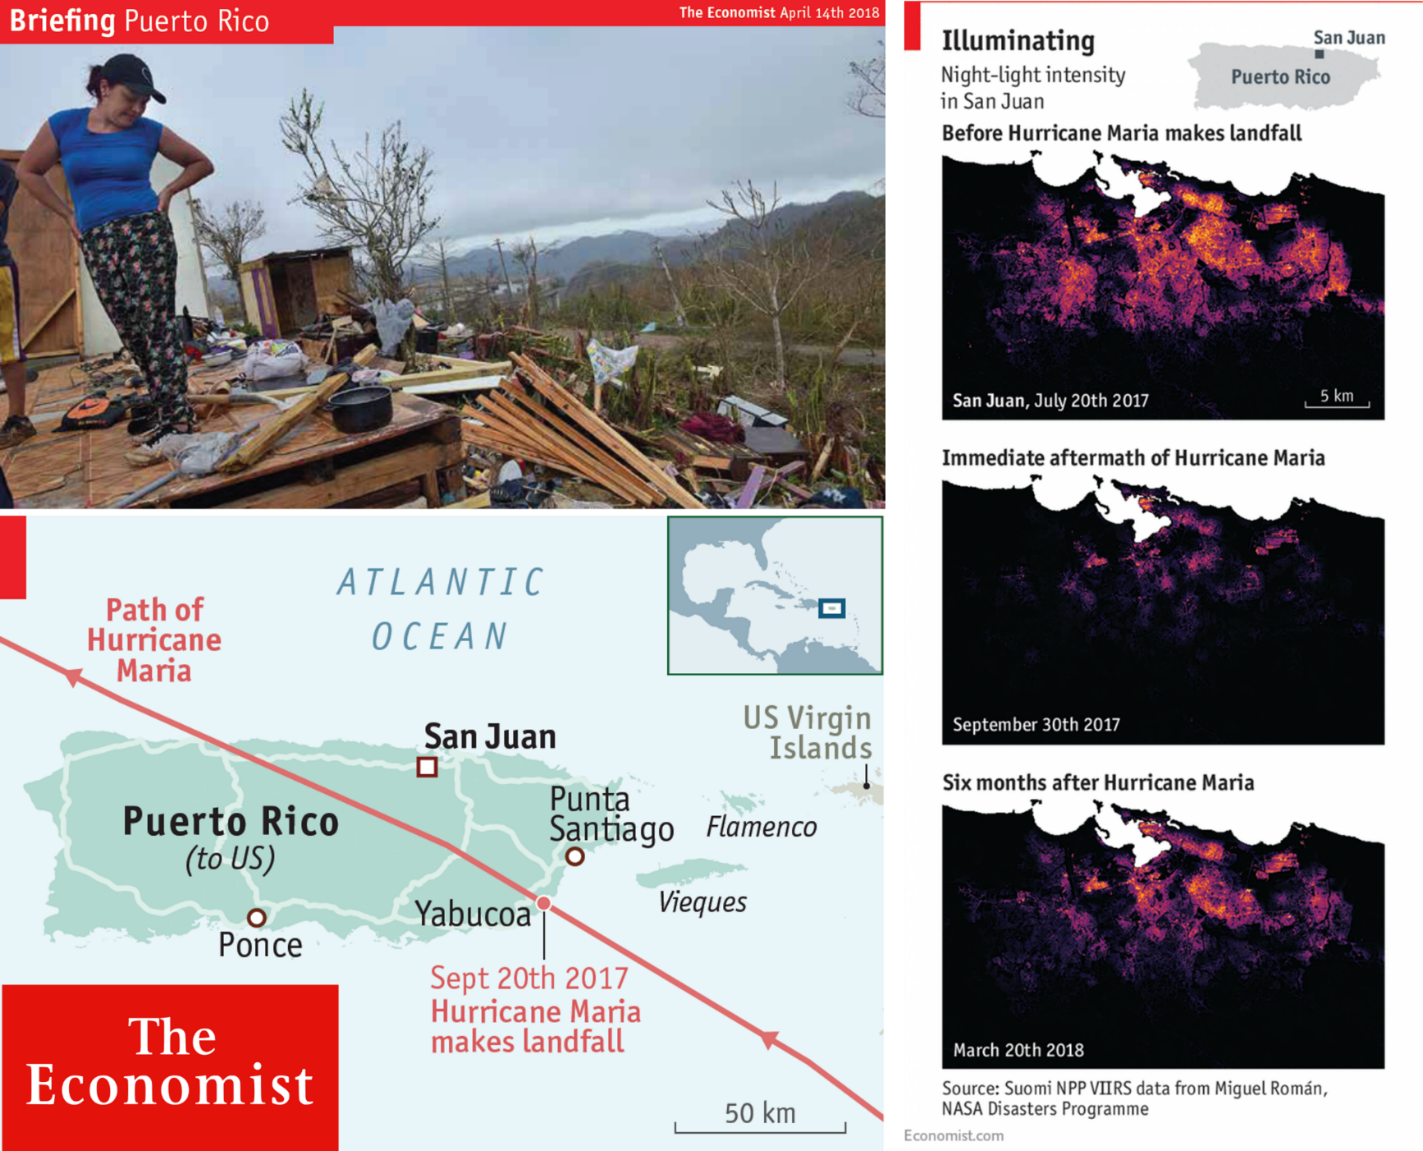 Briefing Puerto Rico
The Economist April 14th 2018
Path of
Hurricane
Maria
ATLANTIC
OCEAN
San Juan
US Virgin
Islands
Puerto Rico
(to US)
Punta
Santiago
Flamenco
Vieques
Yabucoa
Ponce
Sept 20th 2017
Hurricane Maria
makes landfall
The
Economist
50 km
Illuminating
Night-light intensity
in San Juan
San Juan
Puerto Rico
Before Hurricane Maria makes landfall
San Juan, July 20th 2017
5 km
Immediate aftermath of Hurricane Maria
September 30th 2017
Six months after Hurricane Maria
March 20th 2018
Source: Suomi NPP VIIRS data from Miguel Román,
NASA Disasters Programme
Economist.com